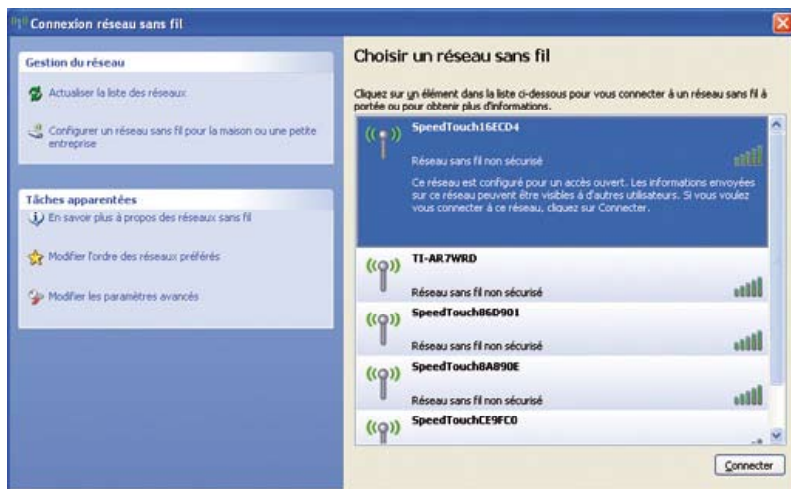 Connexion réseau sans fil
Gestion du réseau
Actualiser la liste des réseaux
Configurer un réseau sans fil pour la maison ou une petite
entreprise
Tâches apparentées
En savoir plus à propos des réseaux sans fil
Modifier l'ordre des réseaux préférés
Modifier les paramètres avancés
Choisir un réseau sans fil
Cliquez sur un élément dans la liste ci-dessous pour vous connecter à un réseau sans fil à
portée ou pour obtenir plus d'informations.
SpeedTouch16ECD4
Réseau sans fil non sécurisé
Ce réseau est configuré pour un accès ouvert. Les informations envoyées
sur ce réseau peuvent être visibles à d'autres utilisateurs. Si vous voulez
vous connecter à ce réseau, cliquez sur Connecter.
TI-AR7WRD
Réseau sans fil non sécurisé
SpeedTouch86D901
Réseau sans fil non sécurisé
SpeedTouch8A890E
Réseau sans fil non sécurisé
SpeedTouchCE9FC0
Connecter